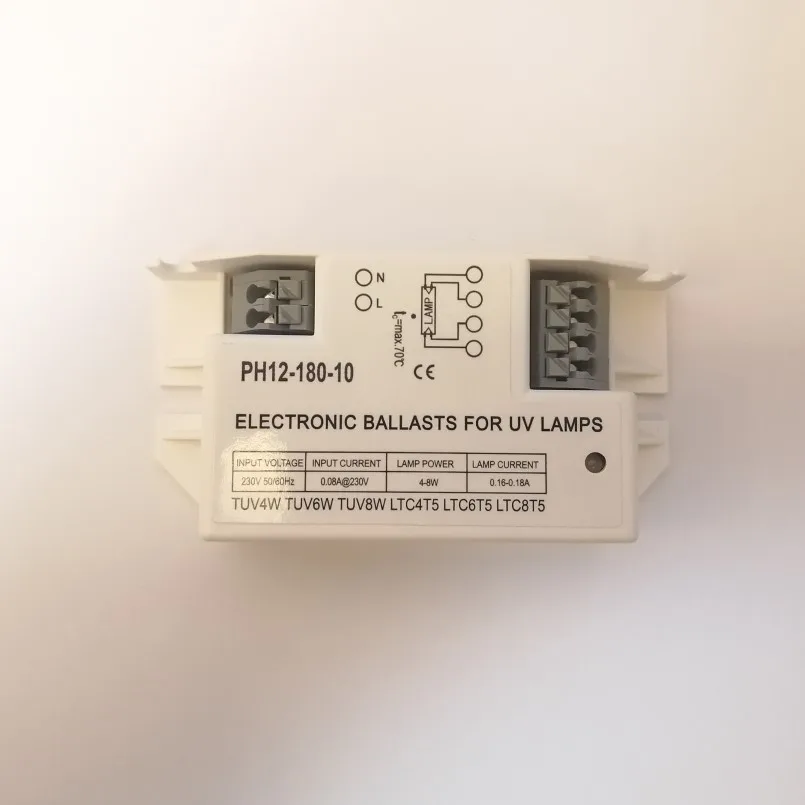 N
L
LAMP
tc=max.70℃
CE
PH12-180-10
ELECTRONIC BALLASTS FOR UV LAMPS
INPUT VOLTAGE INPUT CURRENT LAMP POWER LAMP CURRENT
230V 50/60Hz 0.08A@230V 4-8W 0.16-0.18A
TUV4W TUV6W TUV8W LTC4T5 LTC6T5 LTC8T5